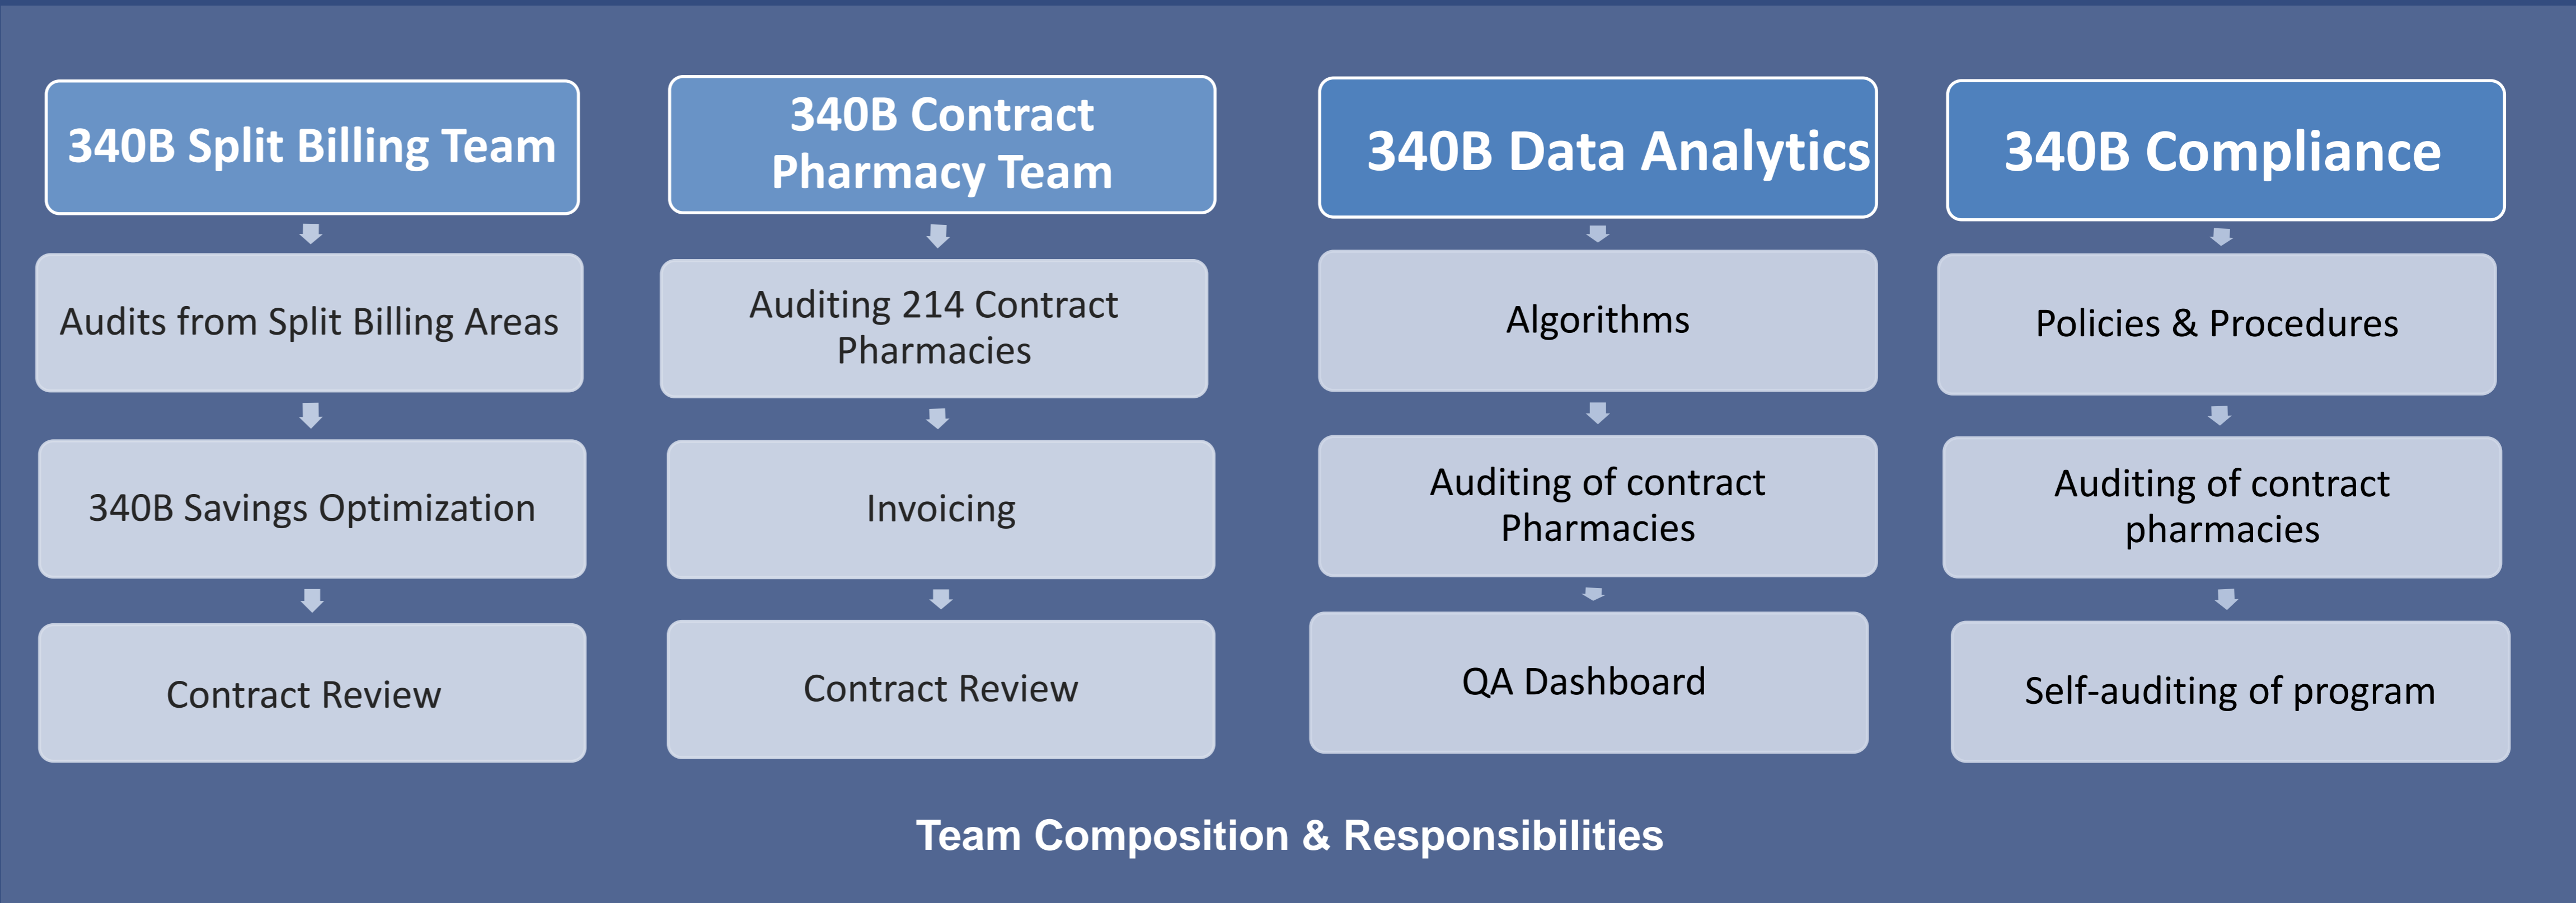 340B Split Billing Team
Audits from Split Billing Areas
340B Savings Optimization
Contract Review
340B Contract
Pharmacy Team
Auditing 214 Contract
Pharmacies
Invoicing
Contract Review
340B Data Analytics
Algorithms
Auditing of contract
Pharmacies
QA Dashboard
340B Compliance
Policies & Procedures
Auditing of contract
pharmacies
Self-auditing of program
Team Composition & Responsibilities